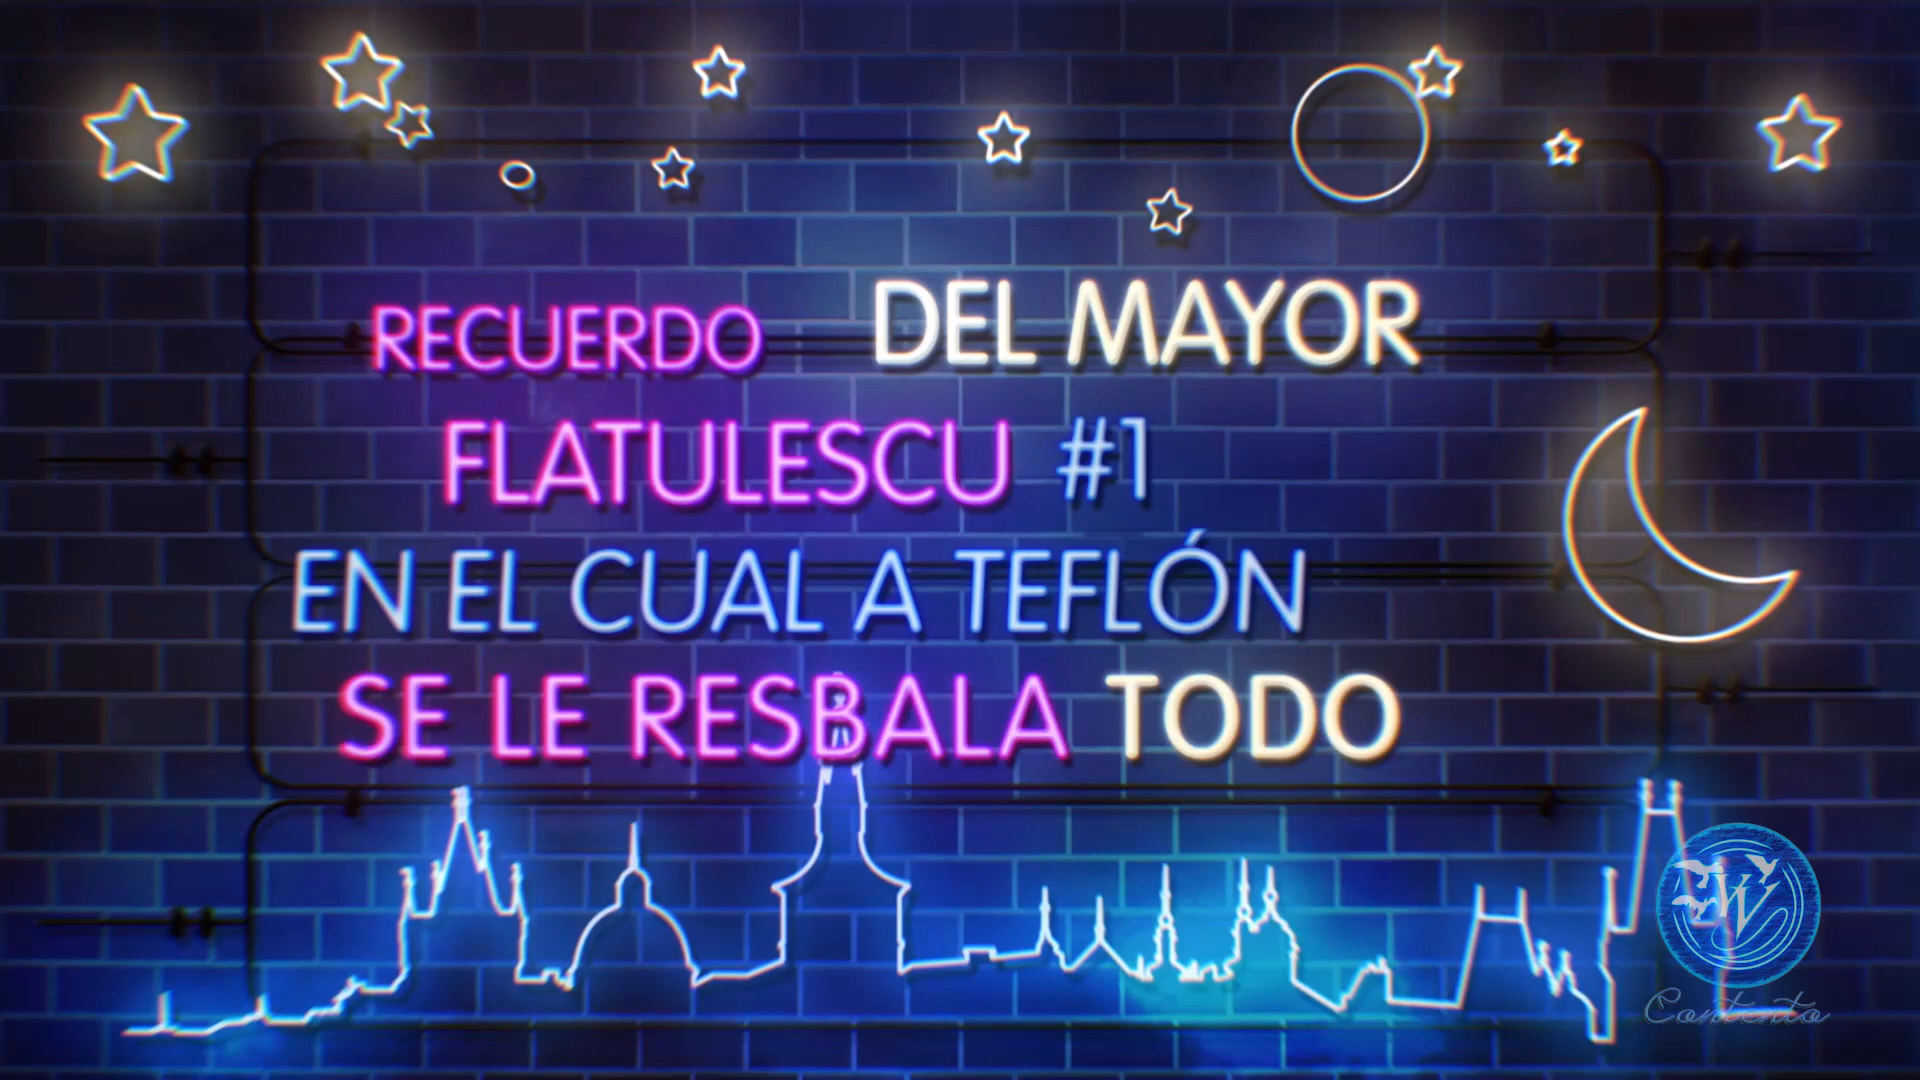 RECUERDO DEL MAYOR
FLATULESCU #1
EN EL CUAL A TEFLÓN
SE LE RESBALA TODO
W
Contento